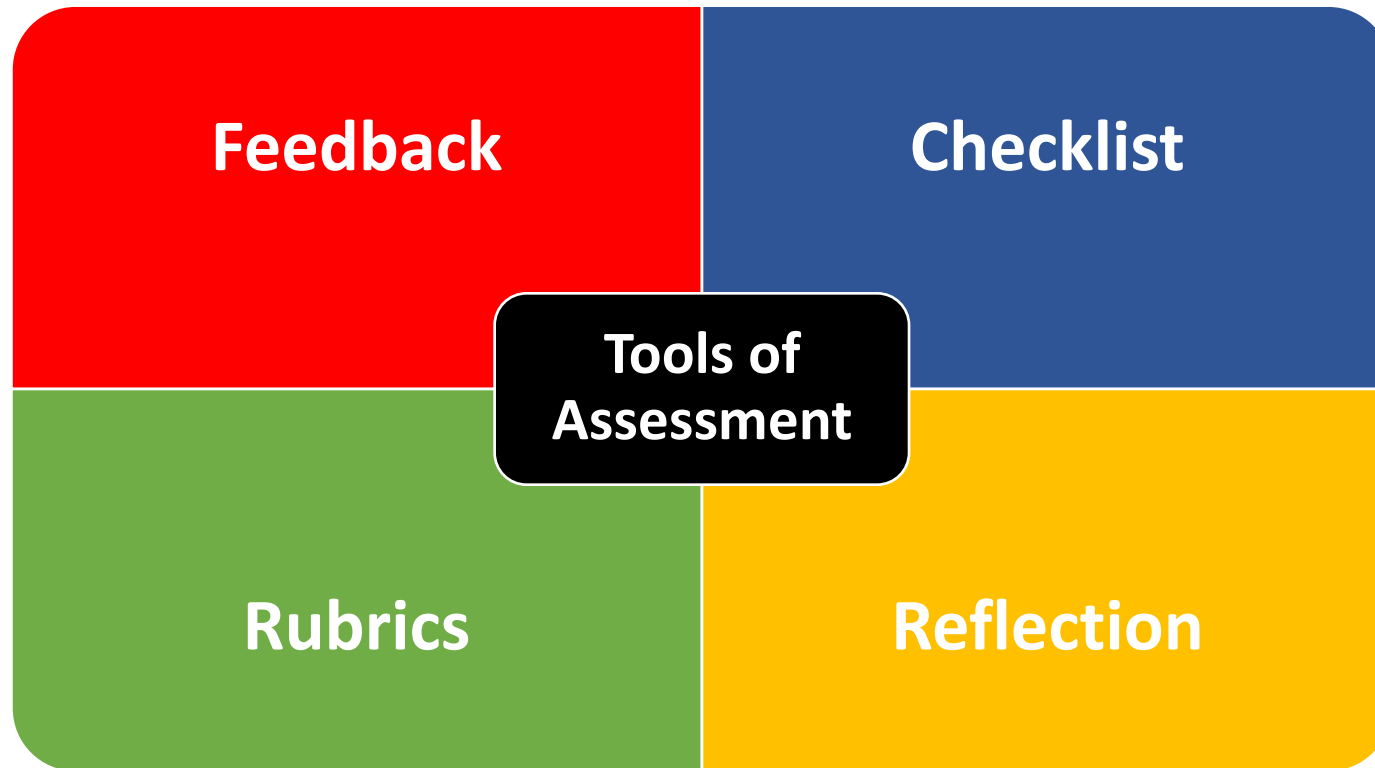 Feedback
Checklist
Tools of
Assessment
Rubrics
Reflection